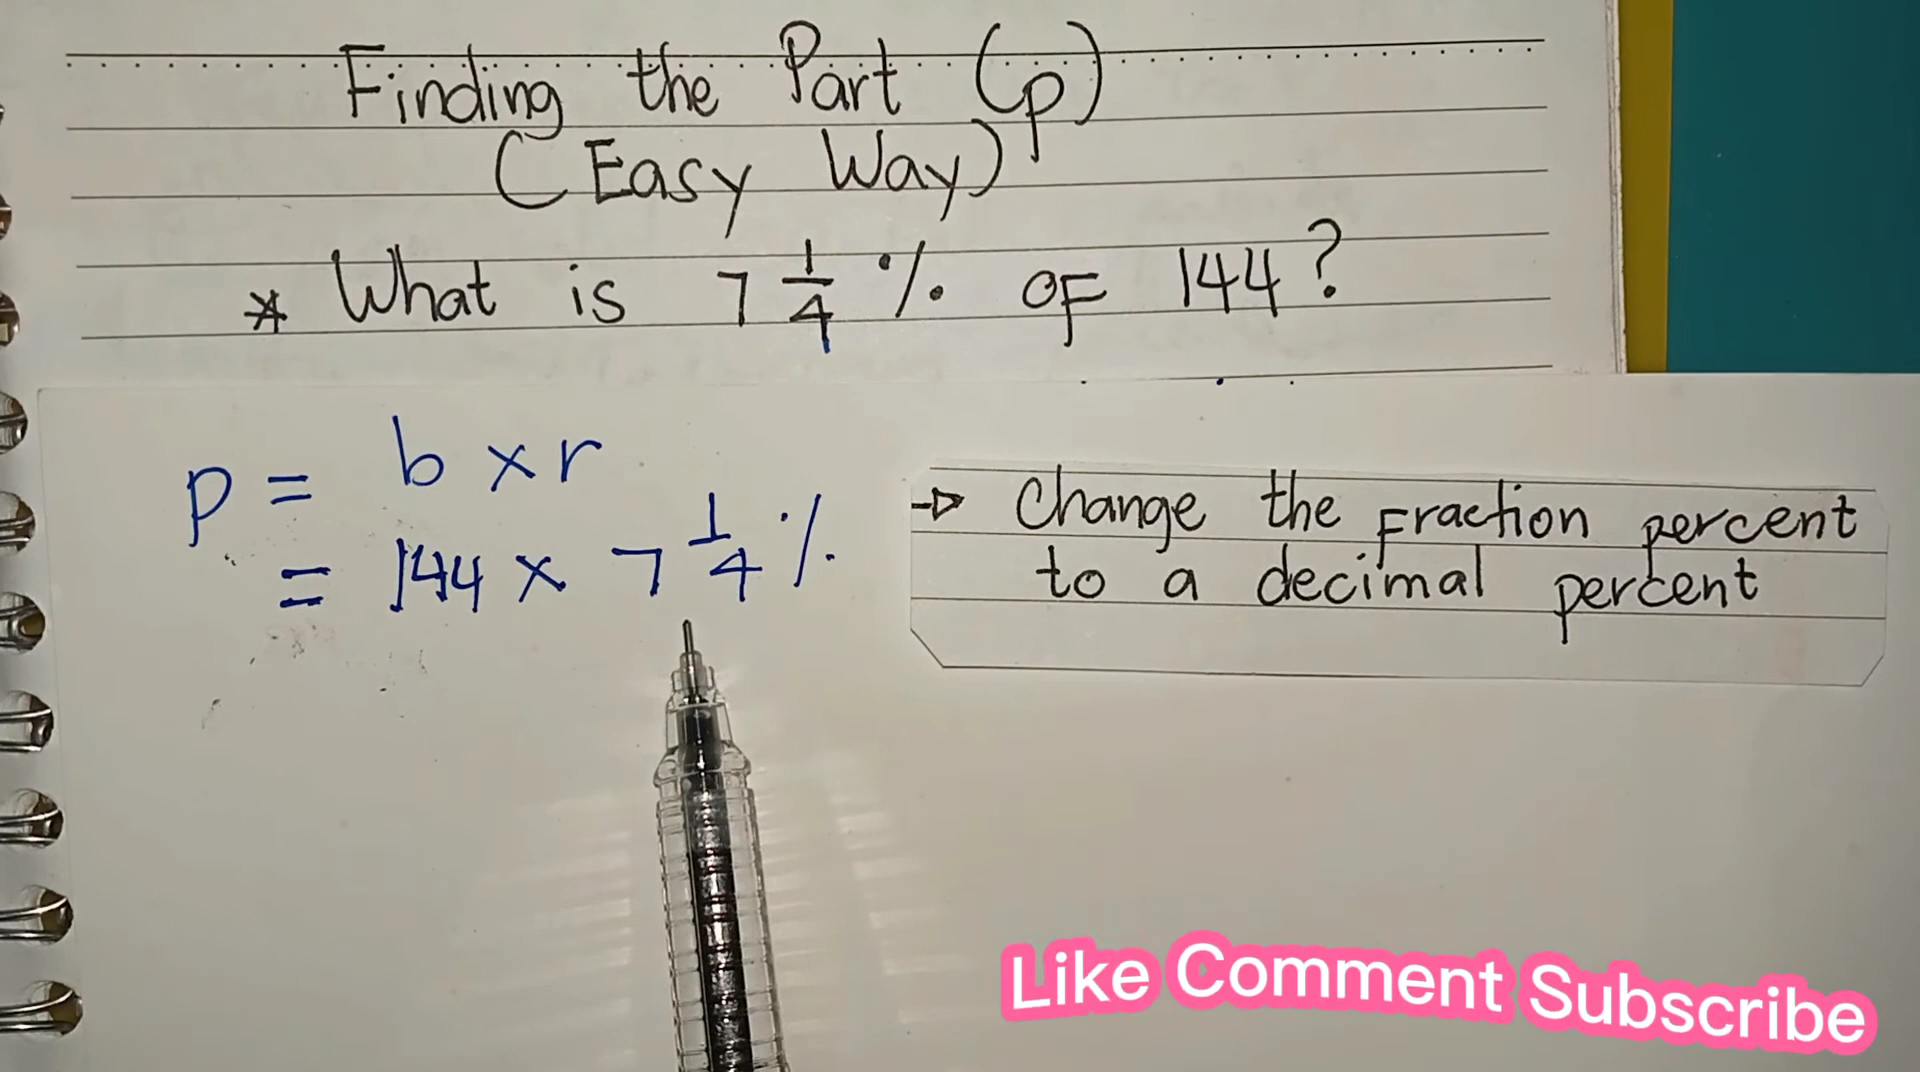 Finding the Part (p)
(Easy Way)
* What is 7 1/4 % of 144?
p = b × r
= 144 × 7 1/4 %
→ Change the fraction percent
to a decimal percent
Like Comment Subscribe